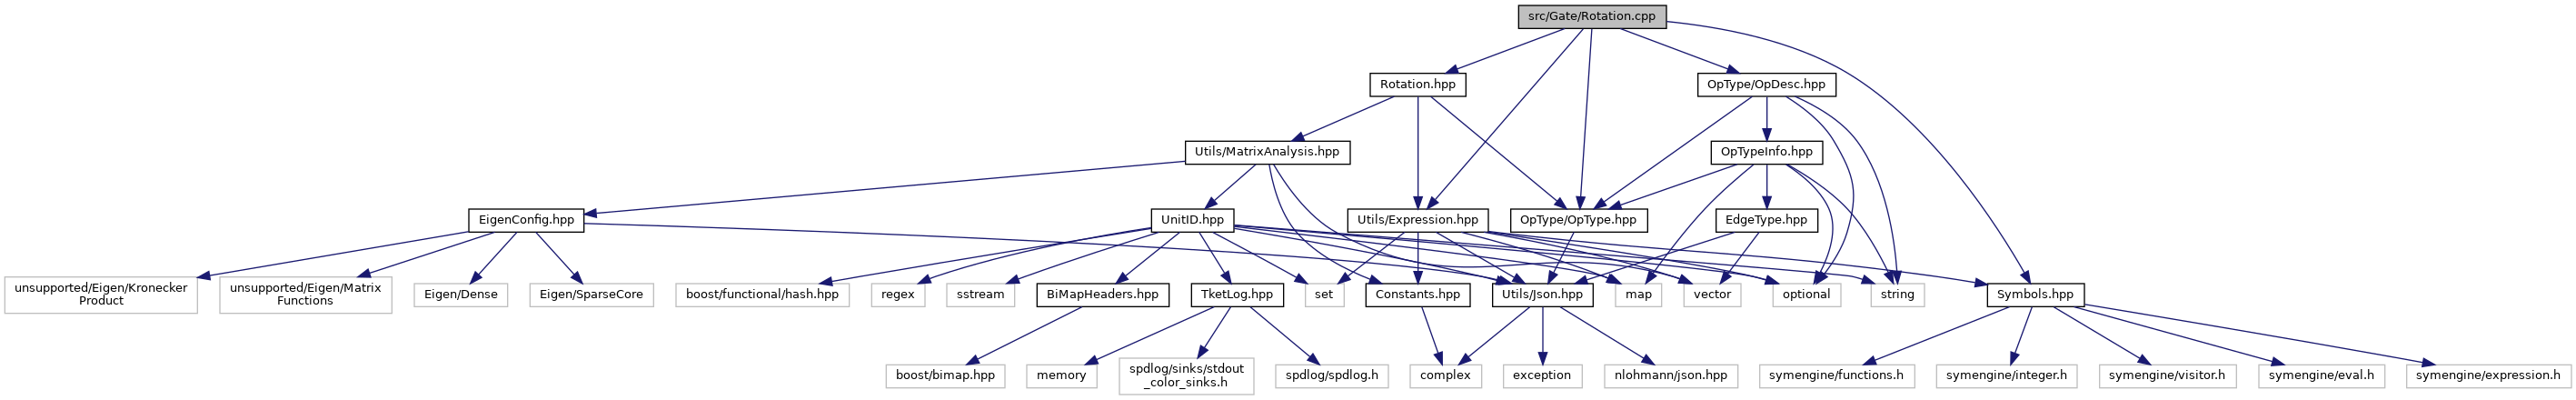 src/Gate/Rotation.cpp
Rotation.hpp
OpType/OpDesc.hpp
Utils/MatrixAnalysis.hpp
OpTypeInfo.hpp
EigenConfig.hpp
UnitID.hpp
Utils/Expression.hpp
OpType/OpType.hpp
EdgeType.hpp
unsupported/Eigen/Kronecker
Product
unsupported/Eigen/Matrix
Functions
Eigen/Dense
Eigen/SparseCore
boost/functional/hash.hpp
regex
sstream
BiMapHeaders.hpp
TketLog.hpp
set
Constants.hpp
Utils/Json.hpp
map
vector
optional
string
Symbols.hpp
boost/bimap.hpp
memory
spdlog/sinks/stdout
_color_sinks.h
spdlog/spdlog.h
complex
exception
nlohmann/json.hpp
symengine/functions.h
symengine/integer.h
symengine/visitor.h
symengine/eval.h
symengine/expression.h